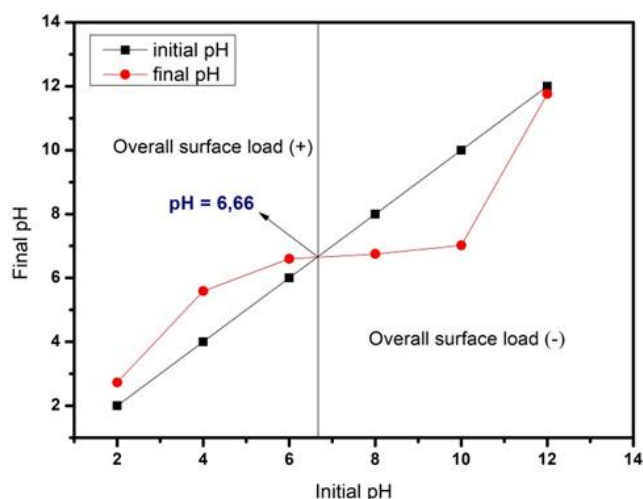 14
12
10
8
6
4
2
Final pH
initial pH
final pH
Overall surface load (+)
pH = 6,66
Overall surface load (-)
2 4 6 8 10 12 14
Initial pH